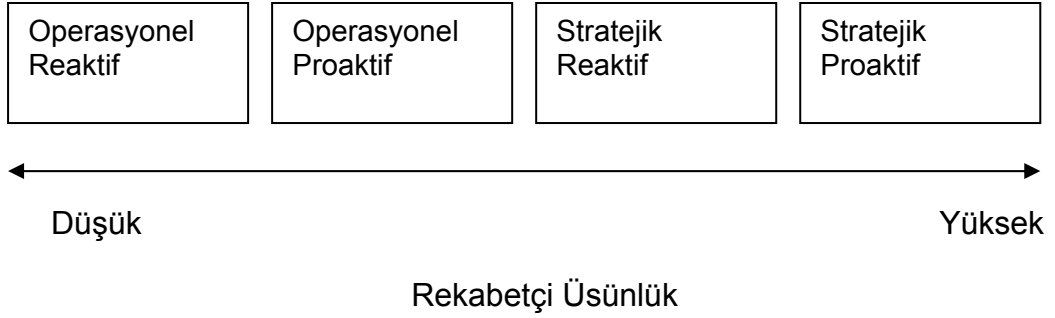 Operasyonel
Reaktif
Operasyonel
Proaktif
Stratejik
Reaktif
Stratejik
Proaktif
Düşük
Yüksek
Rekabetçi Üsünlük